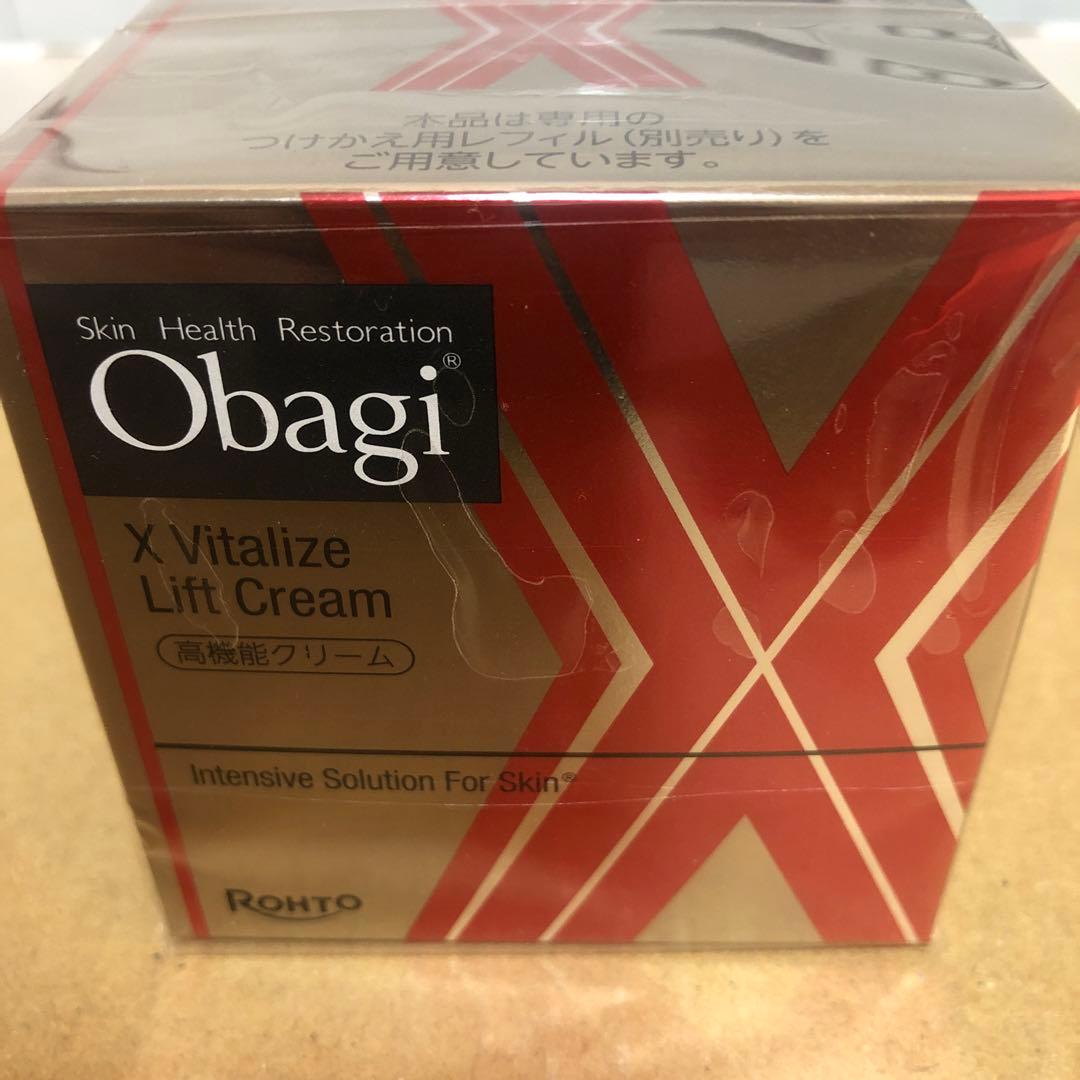 X
本品は専用の
つけかえ用レフィル（別売り）を
ご用意しています。
Skin Health Restoration
Obagi®
X Vitalize
Lift Cream
高機能クリーム
Intensive Solution For Skin®
ROHTO